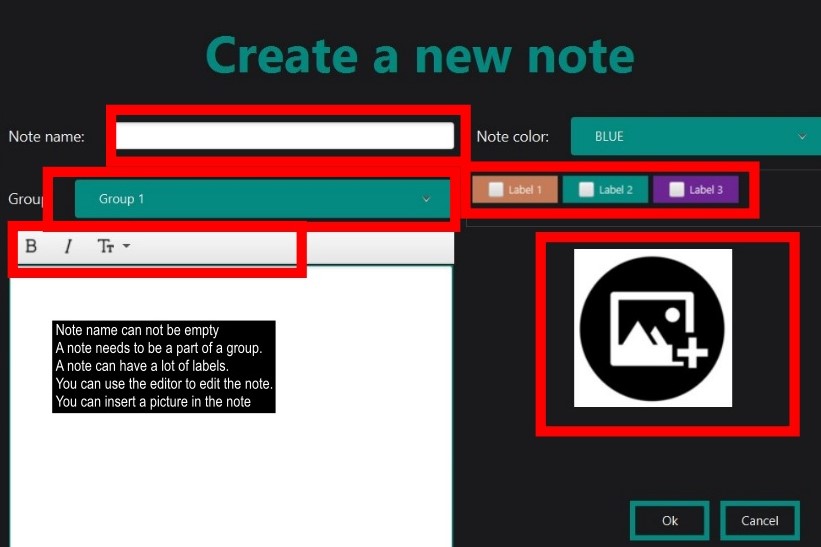 Create a new note
Note name:
Note color: BLUE
Group 1
Label 1 Label 2 Label 3
B I TT
Note name can not be empty
A note needs to be a part of a group.
A note can have a lot of labels.
You can use the editor to edit the note.
You can insert a picture in the note
Ok Cancel